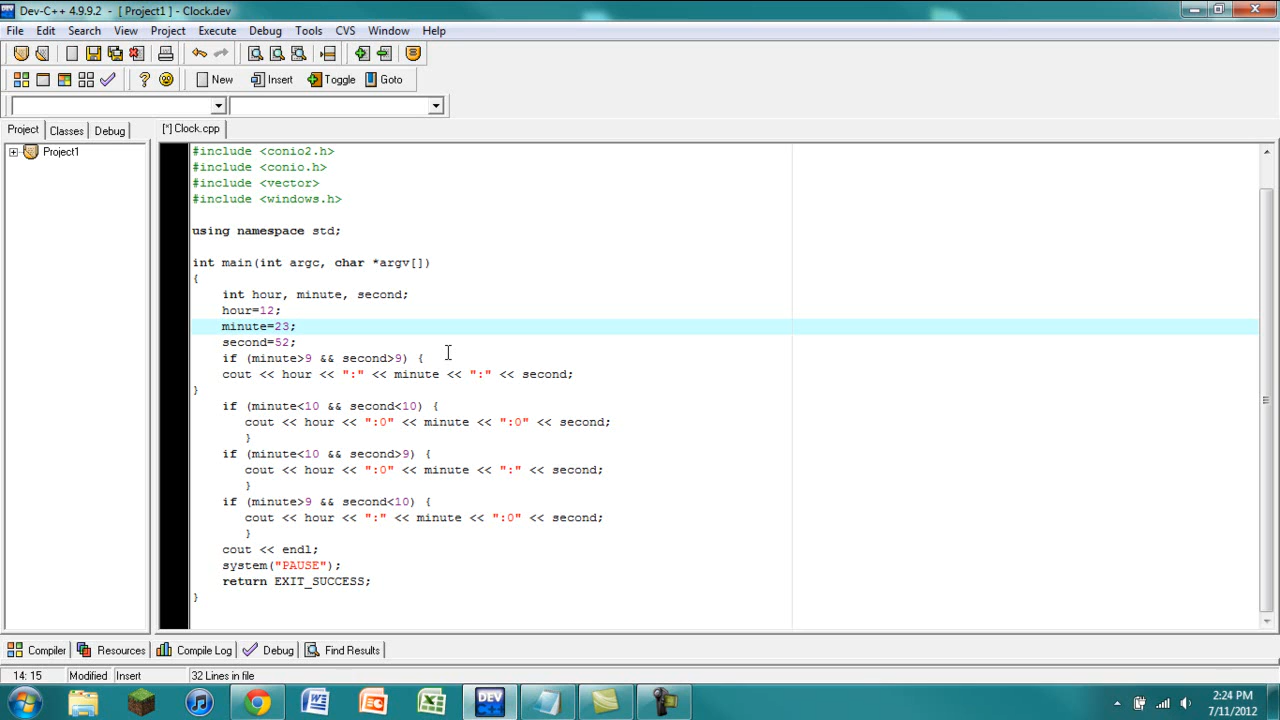 Dev-C++ 4.9.9.2 - [ Project1 ] - Clock.dev
File Edit Search View Project Execute Debug Tools CVS Window Help
New Insert Toggle Goto
Project Classes Debug
[*] Clock.cpp
Project1
#include <conio2.h>
#include <conio.h>
#include <vector>
#include <windows.h>
using namespace std;
int main(int argc, char *argv[])
{
int hour, minute, second;
hour=12;
minute=23;
second=52;
if (minute>9 && second>9) {
cout << hour << ":" << minute << ":" << second;
}
if (minute<10 && second<10) {
cout << hour << ":0" << minute << ":0" << second;
}
if (minute<10 && second>9) {
cout << hour << ":0" << minute << ":" << second;
}
if (minute>9 && second<10) {
cout << hour << ":" << minute << ":0" << second;
}
cout << endl;
system("PAUSE");
return EXIT_SUCCESS;
}
Compiler Resources Compile Log Debug Find Results
14: 15 Modified Insert 32 Lines in file
DEV C++
2:24 PM
7/11/2012